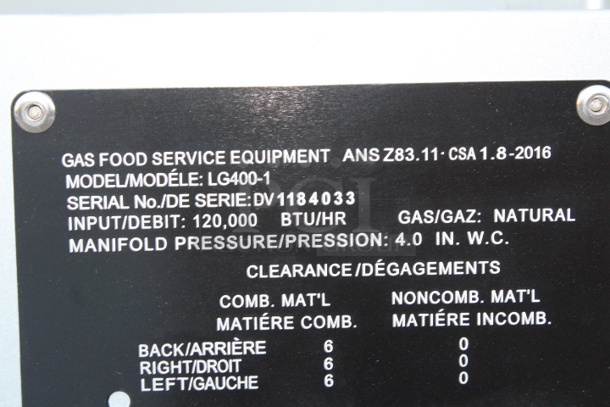 GAS FOOD SERVICE EQUIPMENT ANS Z83.11· CSA 1.8-2016
MODEL/MODÉLE: LG400-1
SERIAL No./DE SERIE: DV1184033
INPUT/DEBIT: 120,000 BTU/HR GAS/GAZ: NATURAL
MANIFOLD PRESSURE/PRESSION: 4.0 IN. W.C.
CLEARANCE/DÉGAGEMENTS
COMB. MAT'L NONCOMB. MAT'L
MATIÉRE COMB. MATIÉRE INCOMB.
BACK/ARRIÈRE 6 0
RIGHT/DROIT 6 0
LEFT/GAUCHE 6 0